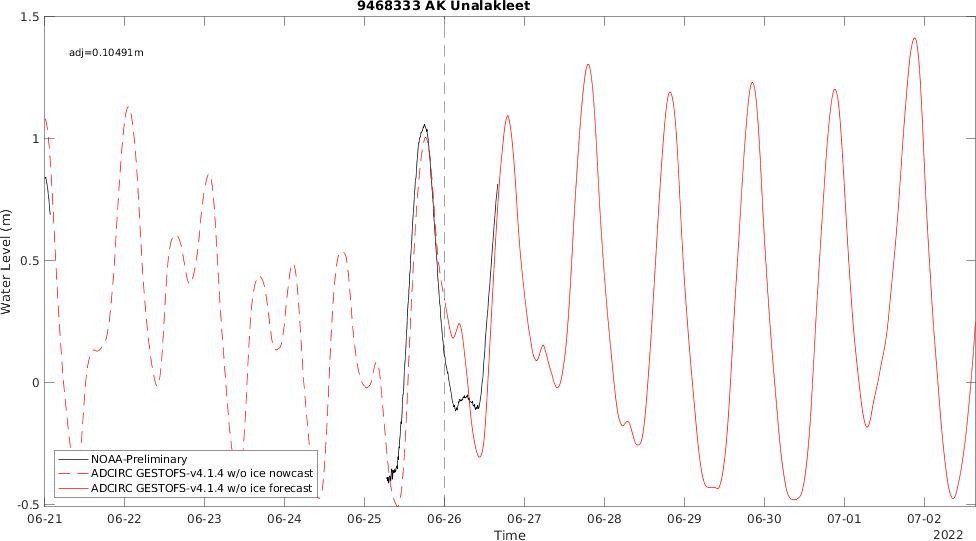 9468333 AK Unalakleet
1.5
adj=0.10491m
1
0.5
0
-0.5
Water Level (m)
NOAA-Preliminary
ADCIRC GESTOFS-v4.1.4 w/o ice nowcast
ADCIRC GESTOFS-v4.1.4 w/o ice forecast
06-21 06-22 06-23 06-24 06-25 06-26 06-27 06-28 06-29 06-30 07-01 07-02
Time
2022